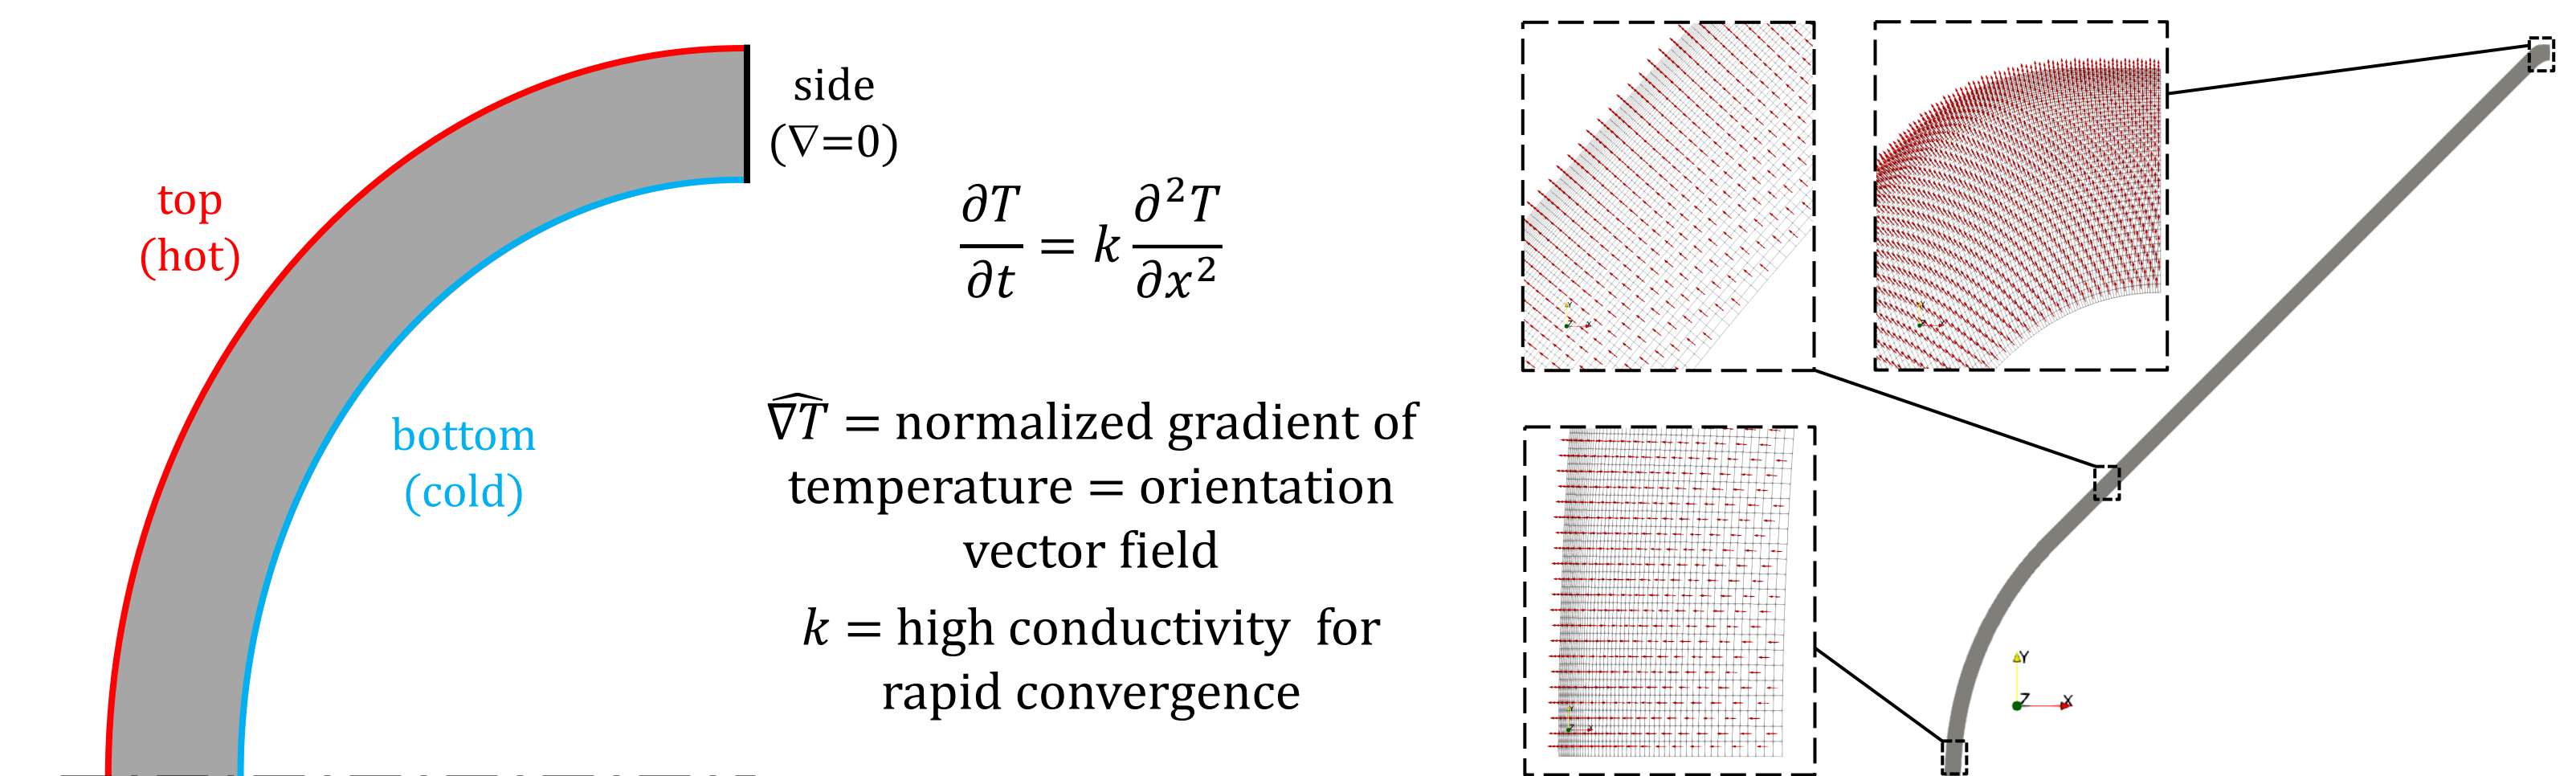 side
(∇=0)
top
(hot)
bottom
(cold)
∂T/∂t = k ∂²T/∂x²
∇T̂ = normalized gradient of
temperature = orientation
vector field
k = high conductivity for
rapid convergence
Y
Z X